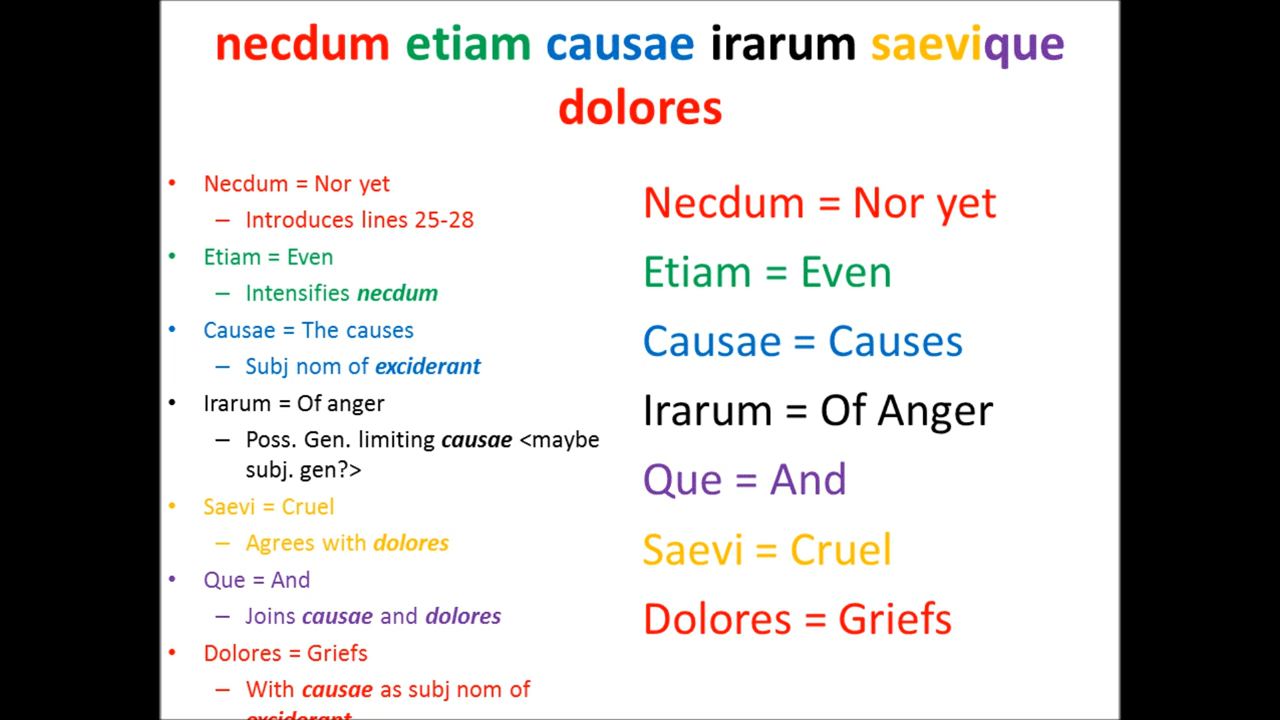 necdum etiam causae irarum saevique
dolores
• Necdum = Nor yet
– Introduces lines 25-28
• Etiam = Even
– Intensifies necdum
• Causae = The causes
– Subj nom of exciderant
• Irarum = Of anger
– Poss. Gen. limiting causae <maybe
subj. gen?>
• Saevi = Cruel
– Agrees with dolores
• Que = And
– Joins causae and dolores
• Dolores = Griefs
– With causae as subj nom of
exciderant
Necdum = Nor yet
Etiam = Even
Causae = Causes
Irarum = Of Anger
Que = And
Saevi = Cruel
Dolores = Griefs